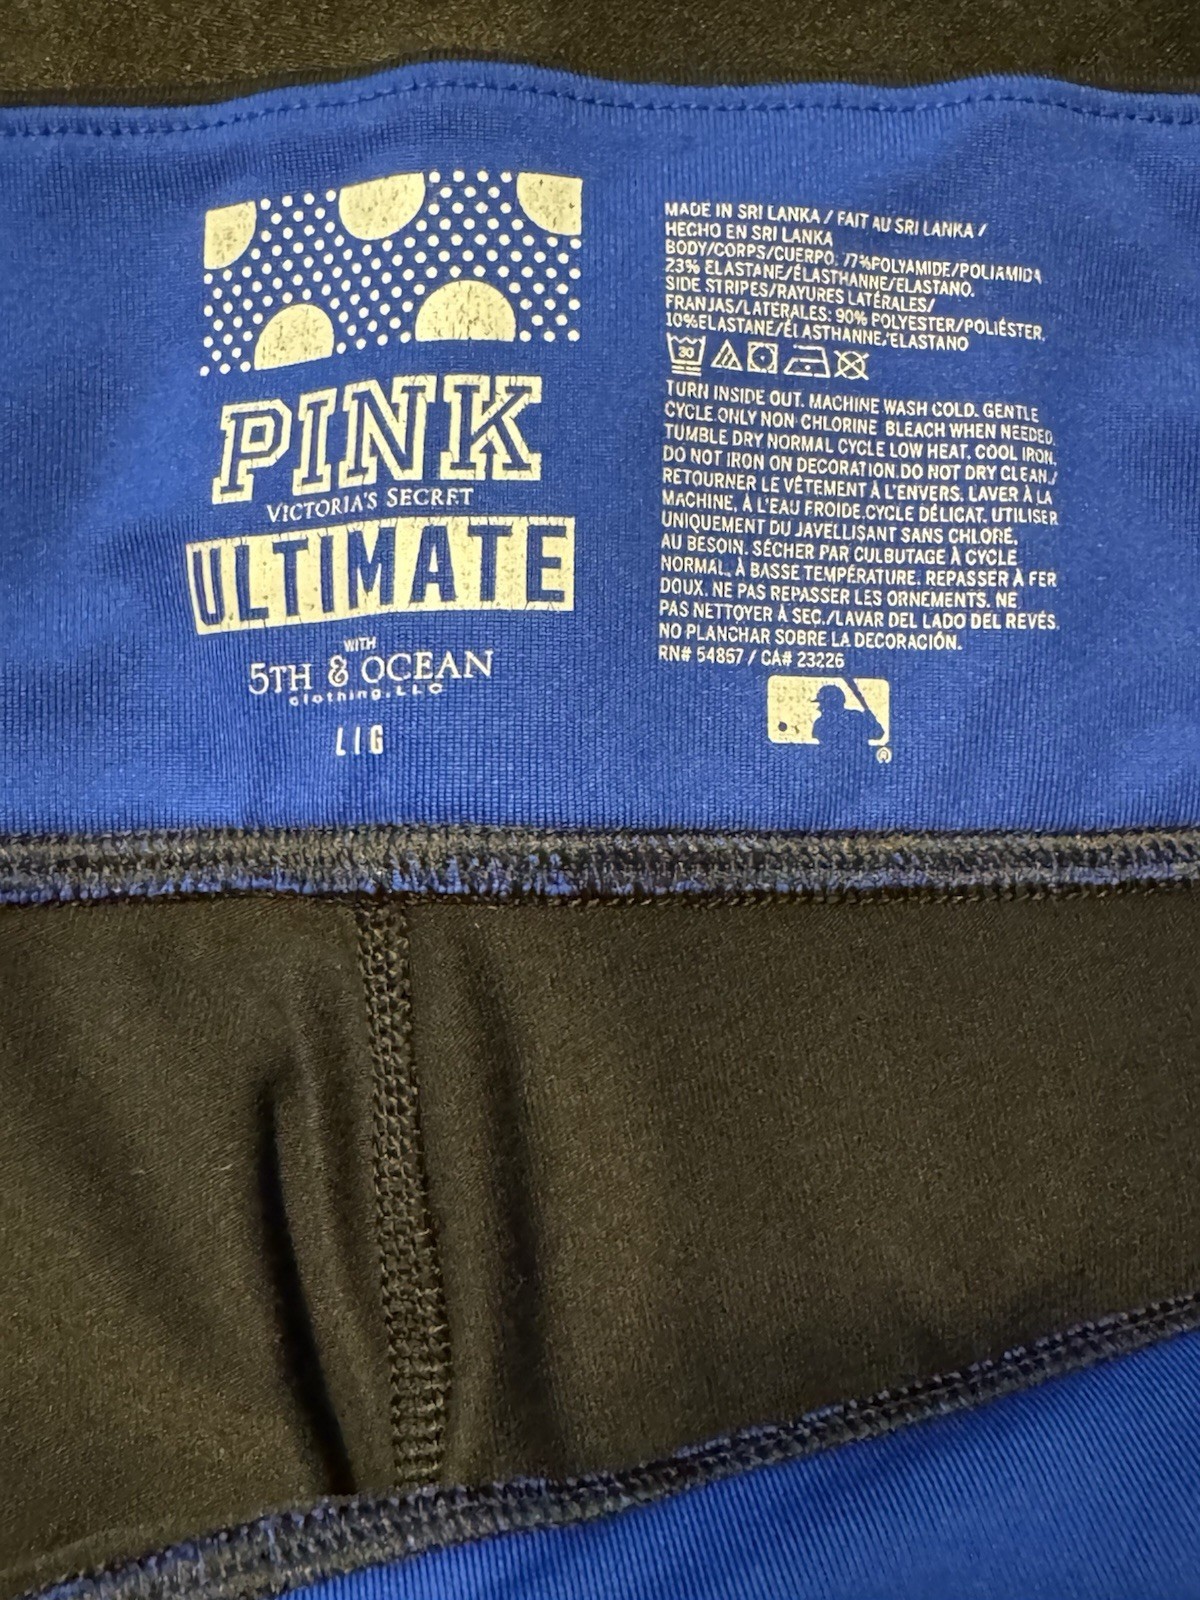 PINK
VICTORIA'S SECRET
ULTIMATE
WITH
5TH & OCEAN
clothing, LLC
L/G
MADE IN SRI LANKA / FAIT AU SRI LANKA /
HECHO EN SRI LANKA
BODY/CORPS/CUERPO: 77%POLYAMIDE/POLIAMIDA
23% ELASTANE/ÉLASTHANNE/ELASTANO.
SIDE STRIPES/RAYURES LATÉRALES/
FRANJAS/LATERALES: 90% POLYESTER/POLIÉSTER,
10%ELASTANE/ÉLASTHANNE/ELASTANO
30
TURN INSIDE OUT. MACHINE WASH COLD. GENTLE
CYCLE.ONLY NON CHLORINE BLEACH WHEN NEEDED.
TUMBLE DRY NORMAL CYCLE LOW HEAT. COOL IRON.
DO NOT IRON ON DECORATION.DO NOT DRY CLEAN./
RETOURNER LE VÊTEMENT À L'ENVERS. LAVER À LA
MACHINE, À L'EAU FROIDE.CYCLE DÉLICAT. UTILISER
UNIQUEMENT DU JAVELLISANT SANS CHLORE,
AU BESOIN. SÉCHER PAR CULBUTAGE À CYCLE
NORMAL, À BASSE TEMPÉRATURE. REPASSER À FER
DOUX. NE PAS REPASSER LES ORNEMENTS. NE
PAS NETTOYER À SEC./LAVAR DEL LADO DEL REVÉS.
NO PLANCHAR SOBRE LA DECORACIÓN.
RN# 54867 / CA# 23226
®